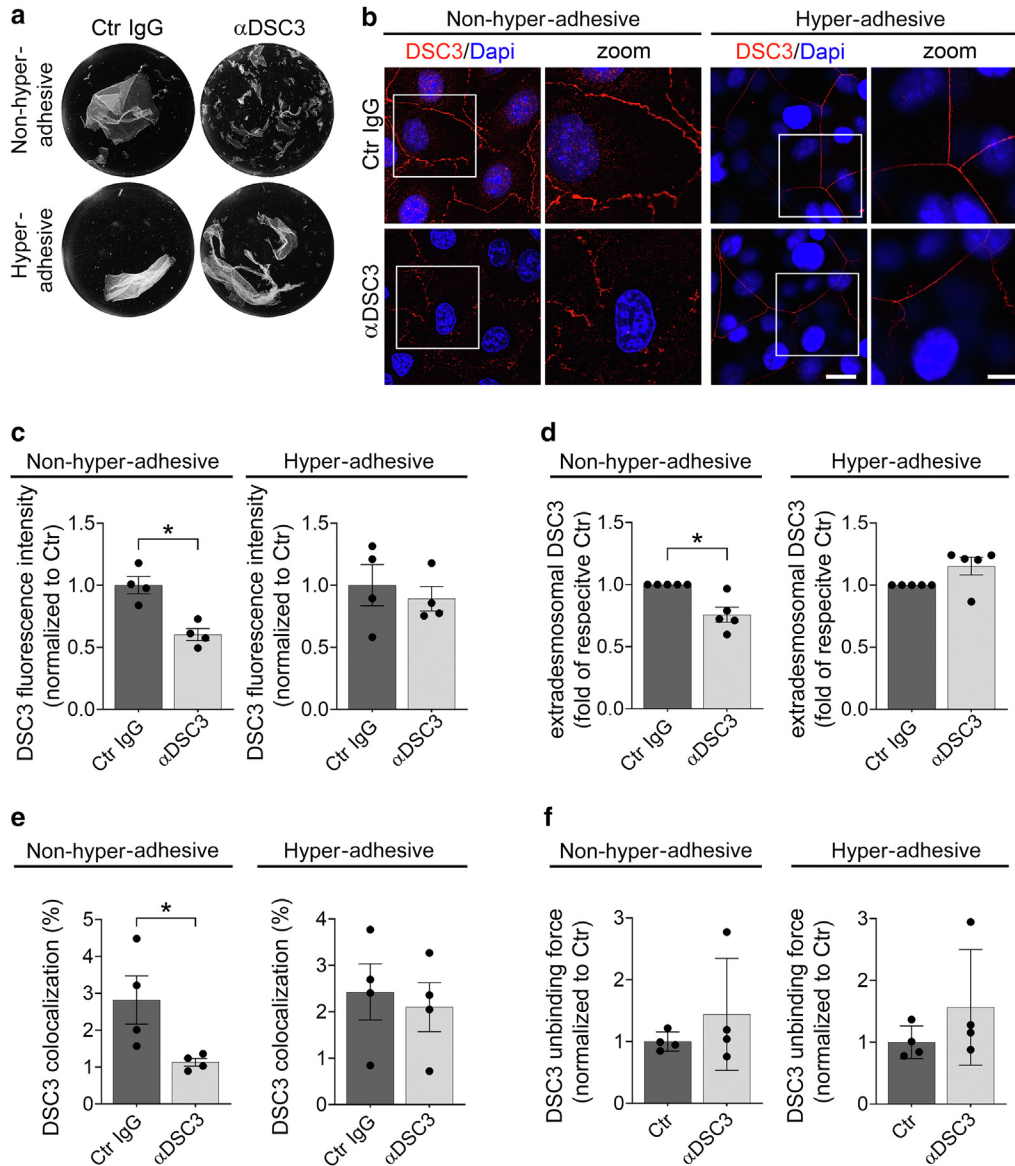 a
Ctr IgG
αDSC3
Non-hyper-
adhesive
Hyper-
adhesive
b
Non-hyper-adhesive
Hyper-adhesive
DSC3/Dapi
zoom
DSC3/Dapi
zoom
Ctr IgG
αDSC3
c
Non-hyper-adhesive
Hyper-adhesive
DSC3 fluorescence intensity
(normalized to Ctr)
1.5
1.0
0.5
0.0
*
Ctr IgG
αDSC3
DSC3 fluorescence intensity
(normalized to Ctr)
1.5
1.0
0.5
0.0
Ctr IgG
αDSC3
d
Non-hyper-adhesive
Hyper-adhesive
extradesmosomal DSC3
(fold of respecitive Ctr)
1.5
1.0
0.5
0.0
*
Ctr IgG
αDSC3
extradesmosomal DSC3
(fold of respecitive Ctr)
1.5
1.0
0.5
0.0
Ctr IgG
αDSC3
e
Non-hyper-adhesive
Hyper-adhesive
DSC3 colocalization (%)
5
4
3
2
1
0
*
Ctr IgG
αDSC3
DSC3 colocalization (%)
4
3
2
1
0
Ctr IgG
αDSC3
f
Non-hyper-adhesive
Hyper-adhesive
DSC3 unbinding force
(normalized to Ctr)
3
2
1
0
Ctr
αDSC3
DSC3 unbinding force
(normalized to Ctr)
3
2
1
0
Ctr
αDSC3